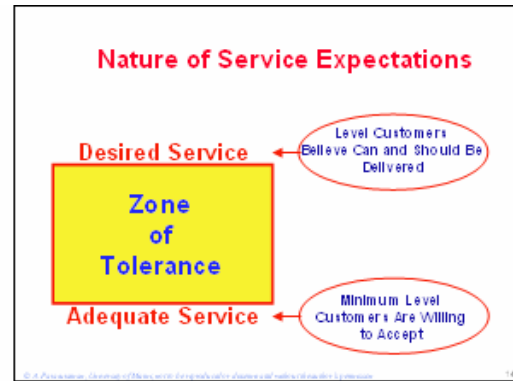 Nature of Service Expectations
Level Customers
Believe Can and Should Be
Delivered
Desired Service
Zone
of
Tolerance
Adequate Service
Minimum Level
Customers Are Willing
to Accept